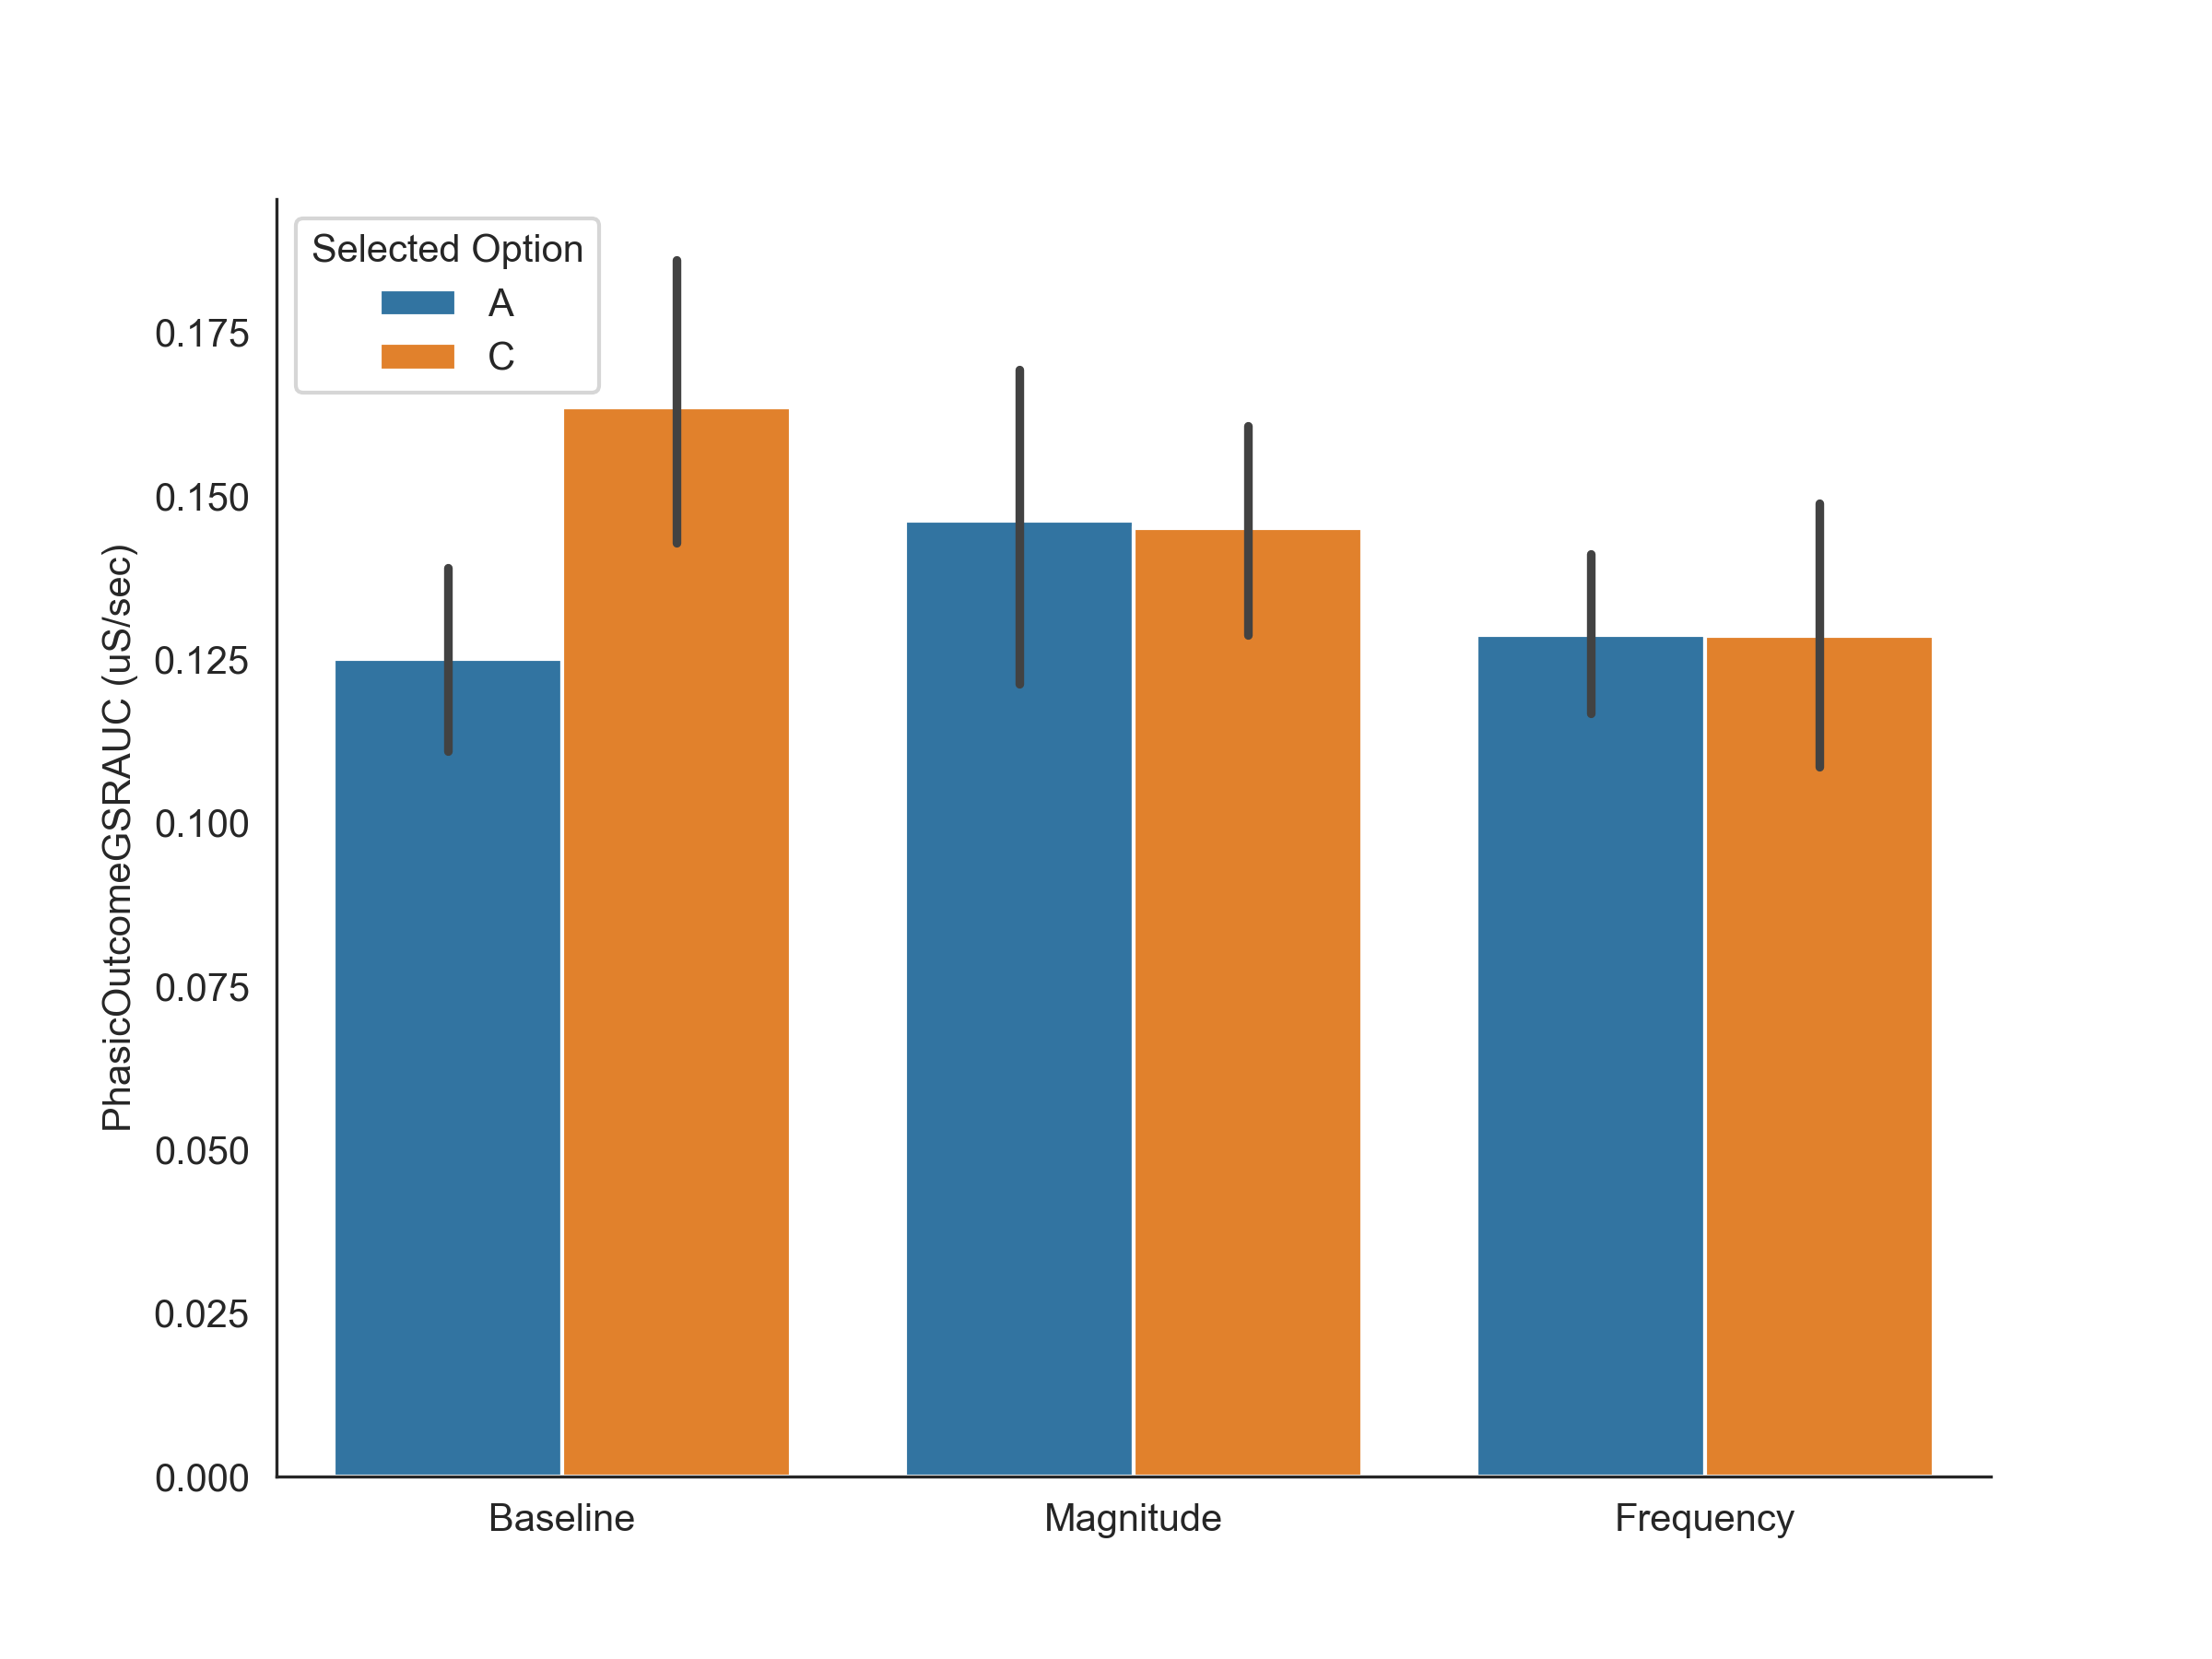 Selected Option
A
C
0.175
0.150
0.125
0.100
0.075
0.050
0.025
0.000
PhasicOutcomeGSRAUC (uS/sec)
Baseline
Magnitude
Frequency